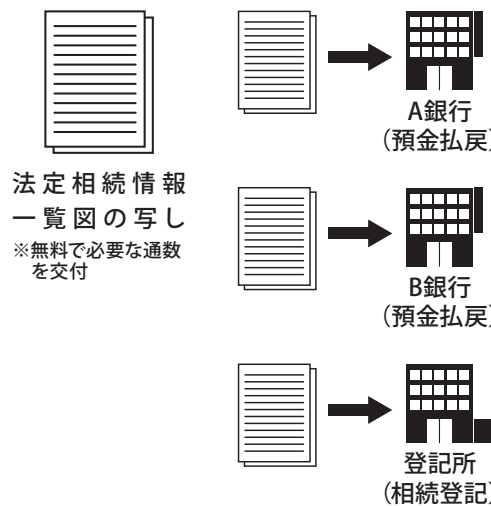 法定相続情報
一覧図の写し
※無料で必要な通数
を交付
A銀行
(預金払戻)
B銀行
(預金払戻)
登記所
(相続登記)